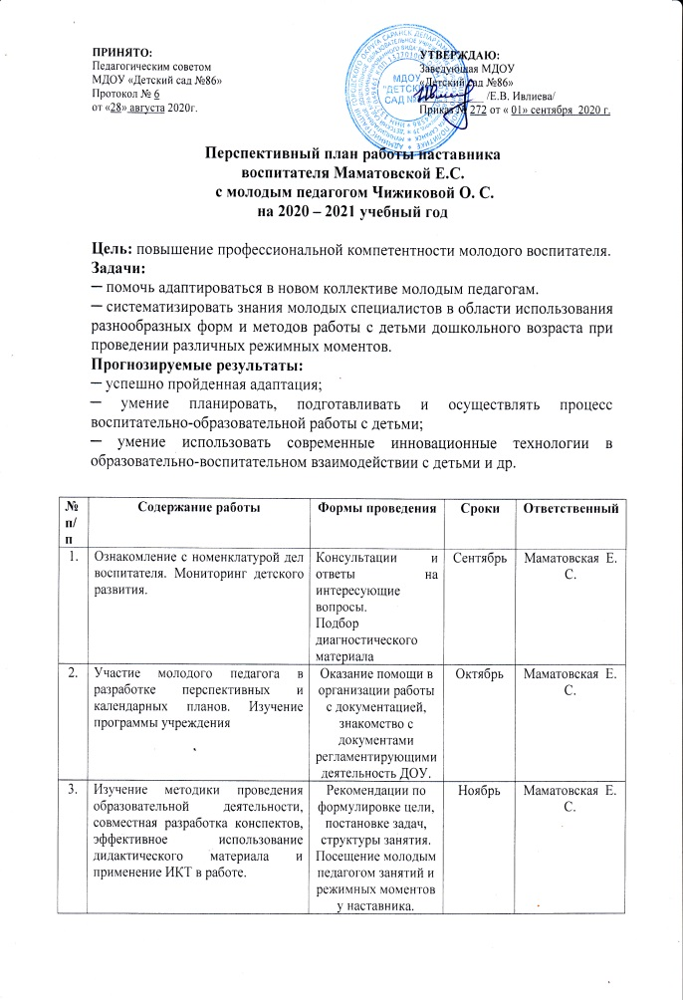 ПРИНЯТО:
Педагогическим советом
МДОУ «Детский сад №86»
Протокол № 6
от «28» августа 2020г.
УТВЕРЖДАЮ:
Заведующая МДОУ
«Детский сад №86»
/Е.В. Ивлиева/
Приказ № 272 от « 01» сентября 2020 г.
МДОУ
"ДЕТСКИЙ
САД №
Перспективный план работы наставника
воспитателя Маматовской Е.С.
с молодым педагогом Чижиковой О. С.
на 2020 – 2021 учебный год
Цель: повышение профессиональной компетентности молодого воспитателя.
Задачи:
─ помочь адаптироваться в новом коллективе молодым педагогам.
─ систематизировать знания молодых специалистов в области использования
разнообразных форм и методов работы с детьми дошкольного возраста при
проведении различных режимных моментов.
Прогнозируемые результаты:
─ успешно пройденная адаптация;
─ умение планировать, подготавливать и осуществлять процесс
воспитательно-образовательной работы с детьми;
─ умение использовать современные инновационные технологии в
образовательно-воспитательном взаимодействии с детьми и др.
№
п/
п
Содержание работы
Формы проведения
Сроки
Ответственный
1.
Ознакомление с номенклатурой дел
воспитателя. Мониторинг детского
развития.
Консультации и
ответы на
интересующие
вопросы.
Подбор
диагностического
материала
Сентябрь
Маматовская Е.
С.
2.
Участие молодого педагога в
разработке перспективных и
календарных планов. Изучение
программы учреждения
Оказание помощи в
организации работы
с документацией,
знакомство с
документами
регламентирующими
деятельность ДОУ.
Октябрь
Маматовская Е.
С.
3.
Изучение методики проведения
образовательной деятельности,
совместная разработка конспектов,
эффективное использование
дидактического материала и
применение ИКТ в работе.
Рекомендации по
формулировке цели,
постановке задач,
структуры занятия.
Посещение молодым
педагогом занятий и
режимных моментов
у наставника.
Ноябрь
Маматовская Е.
С.